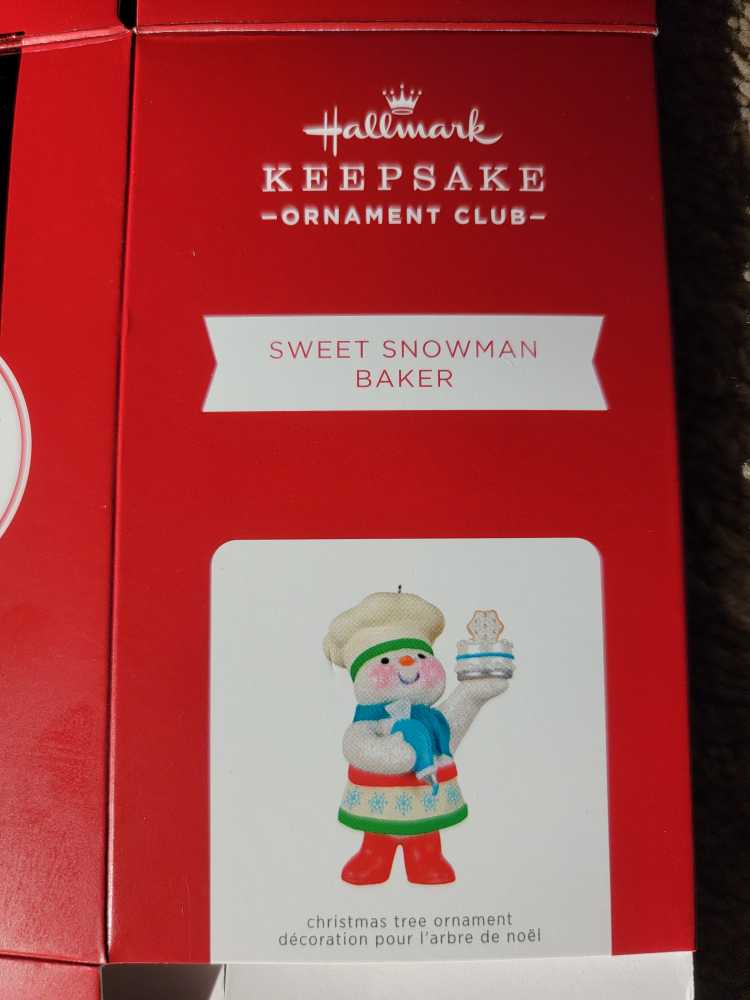 Hallmark
KEEPSAKE
–ORNAMENT CLUB–
SWEET SNOWMAN
BAKER
christmas tree ornament
décoration pour l'arbre de noël